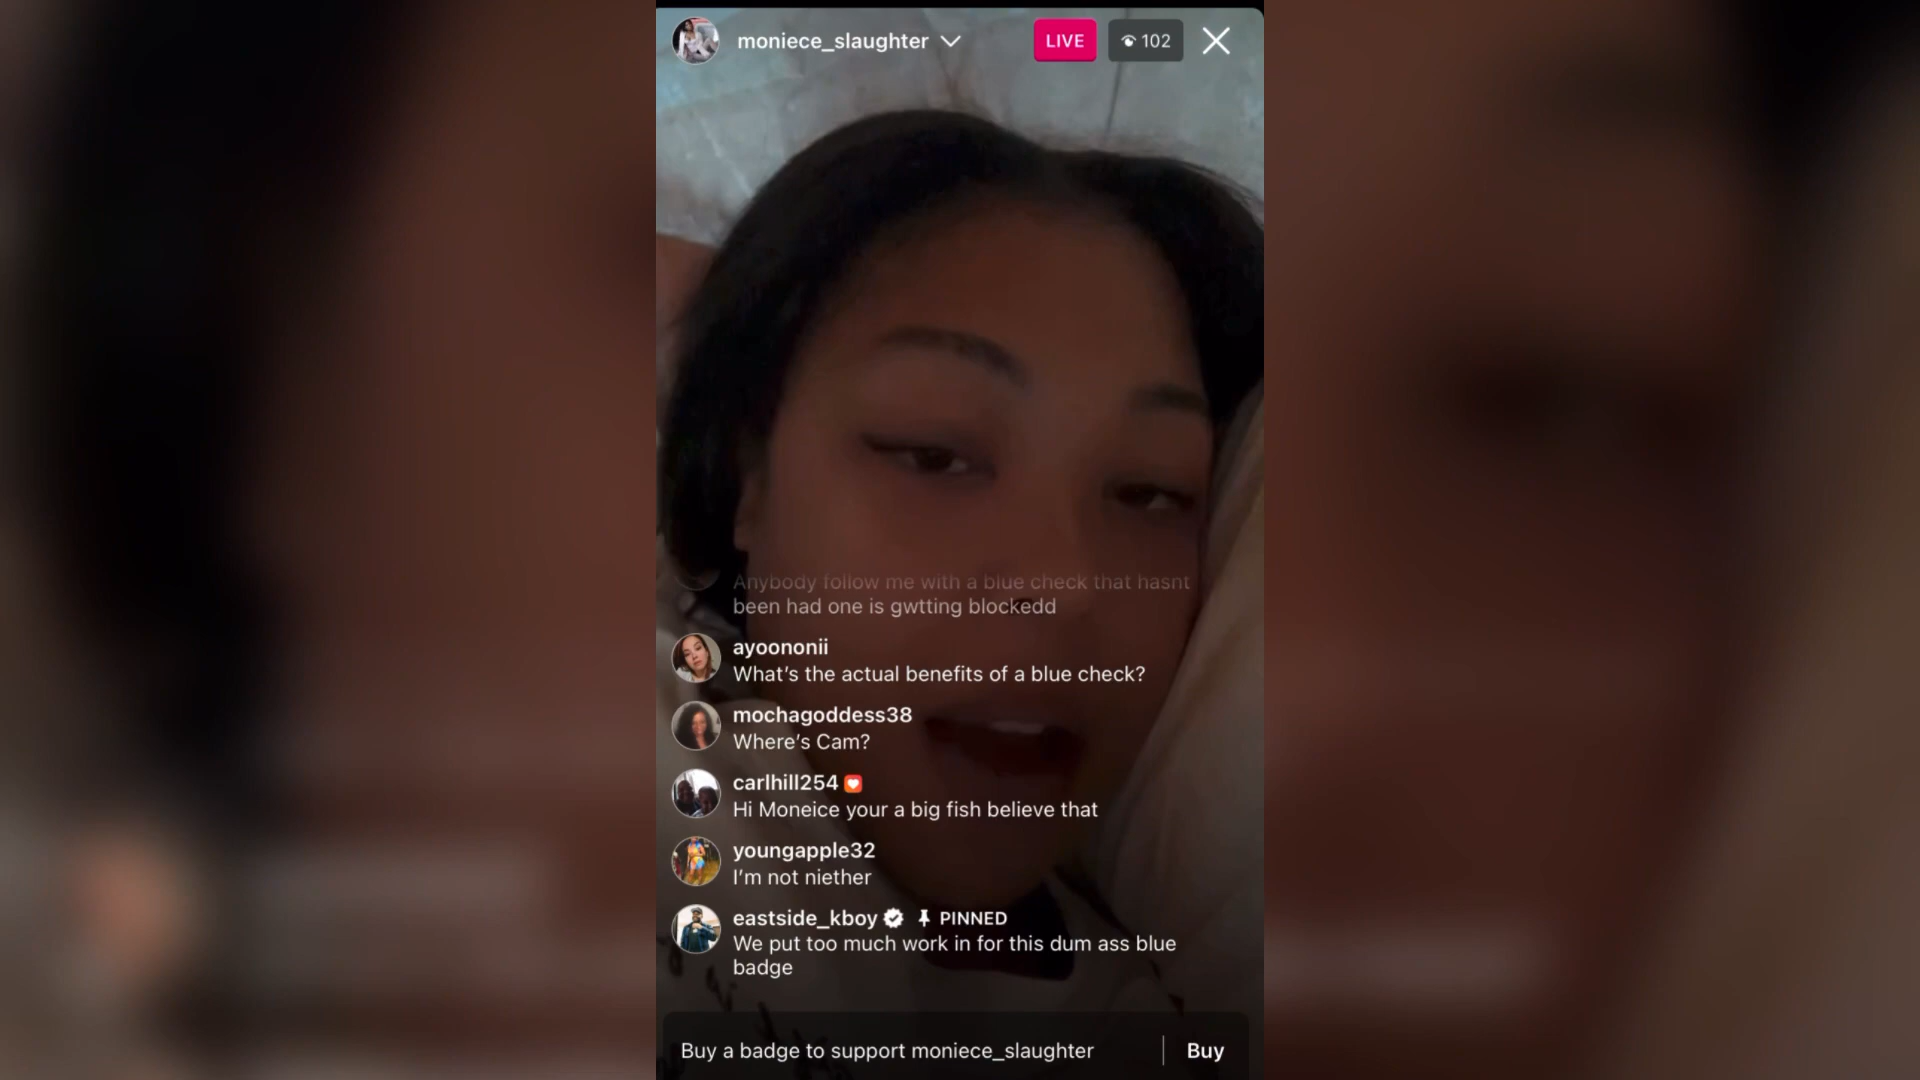 moniece_slaughter
LIVE
102
Anybody follow me with a blue check that hasnt
been had one is gwtting blockedd
ayoononii
What's the actual benefits of a blue check?
mochagoddess38
Where's Cam?
carlhill254
Hi Moneice your a big fish believe that
youngapple32
I'm not niether
eastside_kboy PINNED
We put too much work in for this dum ass blue
badge
Buy a badge to support moniece_slaughter
Buy